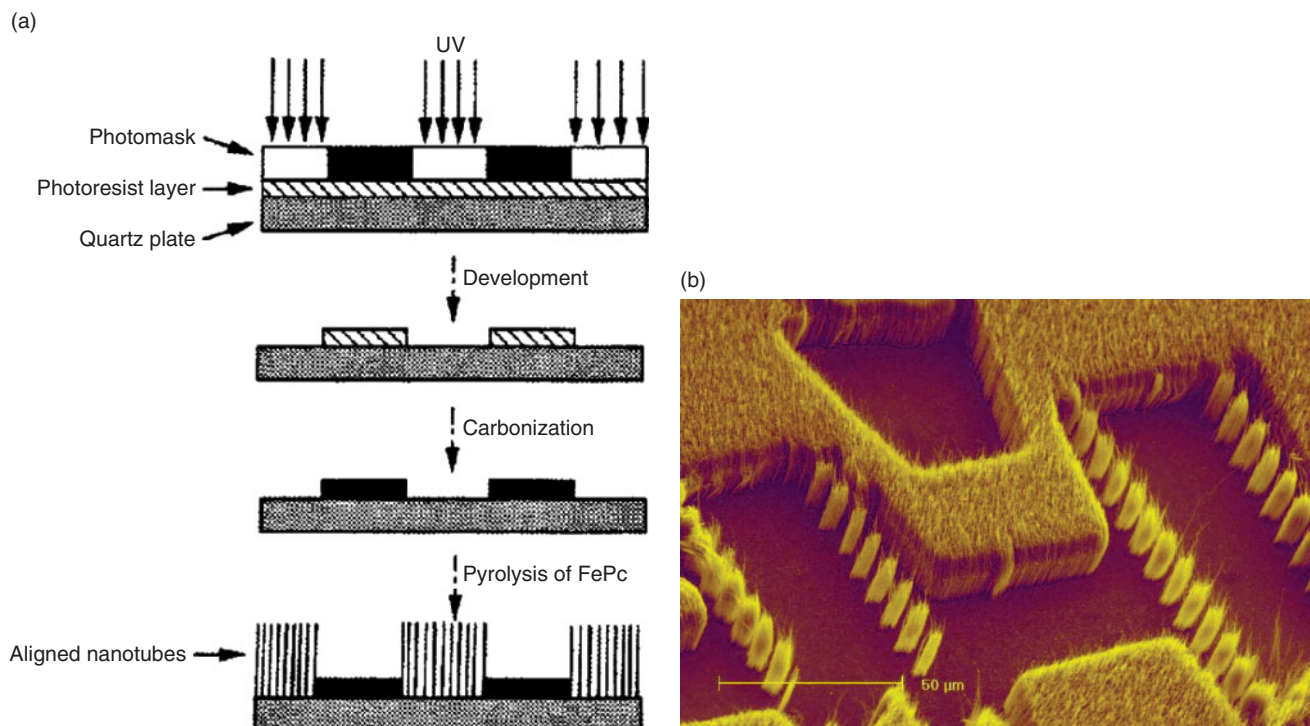 (a)
UV
Photomask
Photoresist layer
Quartz plate
Development
Carbonization
Pyrolysis of FePc
Aligned nanotubes
(b)
50 µm